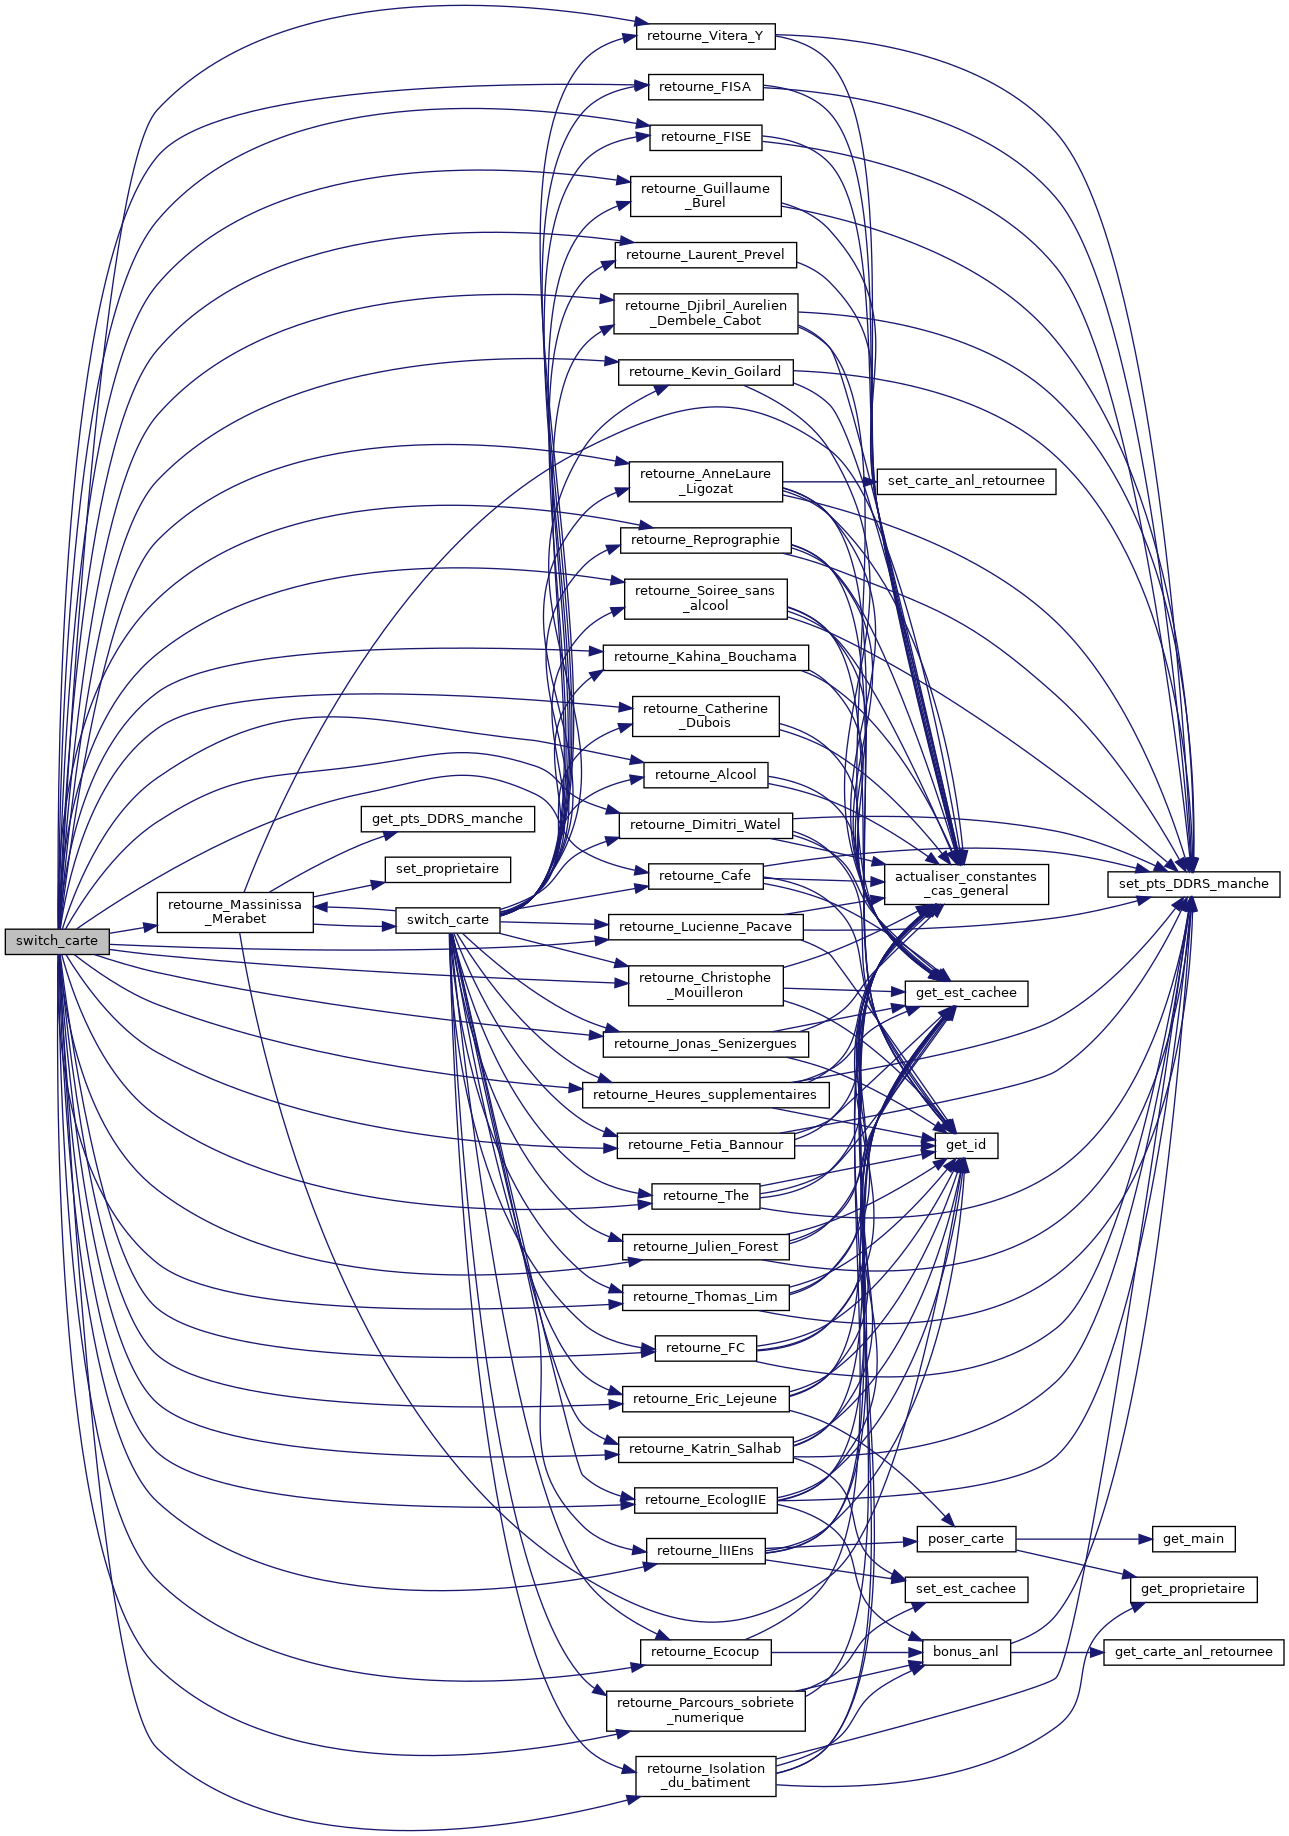 switch_carte
retourne_Massinissa
_Merabet
get_pts_DDRS_manche
set_proprietaire
switch_carte
retourne_Vitera_Y
retourne_FISA
retourne_FISE
retourne_Guillaume
_Burel
retourne_Laurent_Prevel
retourne_Djibril_Aurelien
_Dembele_Cabot
retourne_Kevin_Goilard
retourne_AnneLaure
_Ligozat
retourne_Reprographie
retourne_Soiree_sans
_alcool
retourne_Kahina_Bouchama
retourne_Catherine
_Dubois
retourne_Alcool
retourne_Dimitri_Watel
retourne_Cafe
retourne_Lucienne_Pacave
retourne_Christophe
_Mouilleron
retourne_Jonas_Senizergues
retourne_Heures_supplementaires
retourne_Fetia_Bannour
retourne_The
retourne_Julien_Forest
retourne_Thomas_Lim
retourne_FC
retourne_Eric_Lejeune
retourne_Katrin_Salhab
retourne_EcologIIE
retourne_lIIEns
retourne_Ecocup
retourne_Parcours_sobriete
_numerique
retourne_Isolation
_du_batiment
set_carte_anl_retournee
actualiser_constantes
_cas_general
get_est_cachee
get_id
poser_carte
set_est_cachee
bonus_anl
set_pts_DDRS_manche
get_main
get_proprietaire
get_carte_anl_retournee